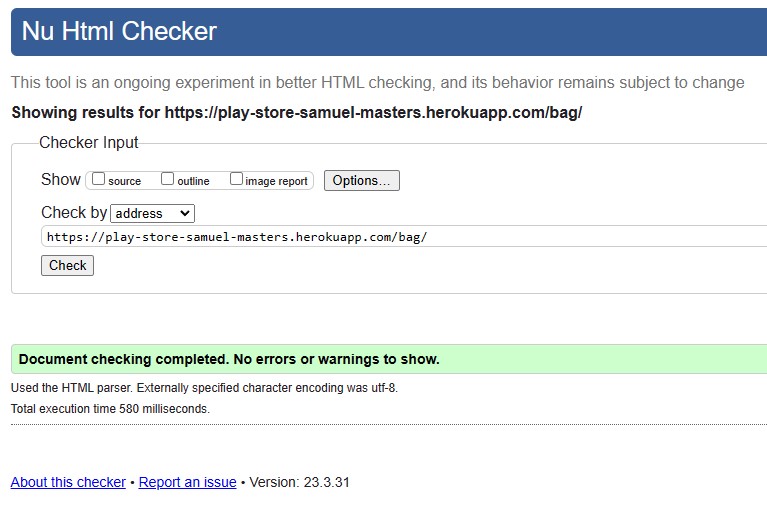 Nu Html Checker
This tool is an ongoing experiment in better HTML checking, and its behavior remains subject to change
Showing results for https://play-store-samuel-masters.herokuapp.com/bag/
Checker Input
Show source outline image report Options...
Check by address
https://play-store-samuel-masters.herokuapp.com/bag/
Check
Document checking completed. No errors or warnings to show.
Used the HTML parser. Externally specified character encoding was utf-8.
Total execution time 580 milliseconds.
About this checker • Report an issue • Version: 23.3.31